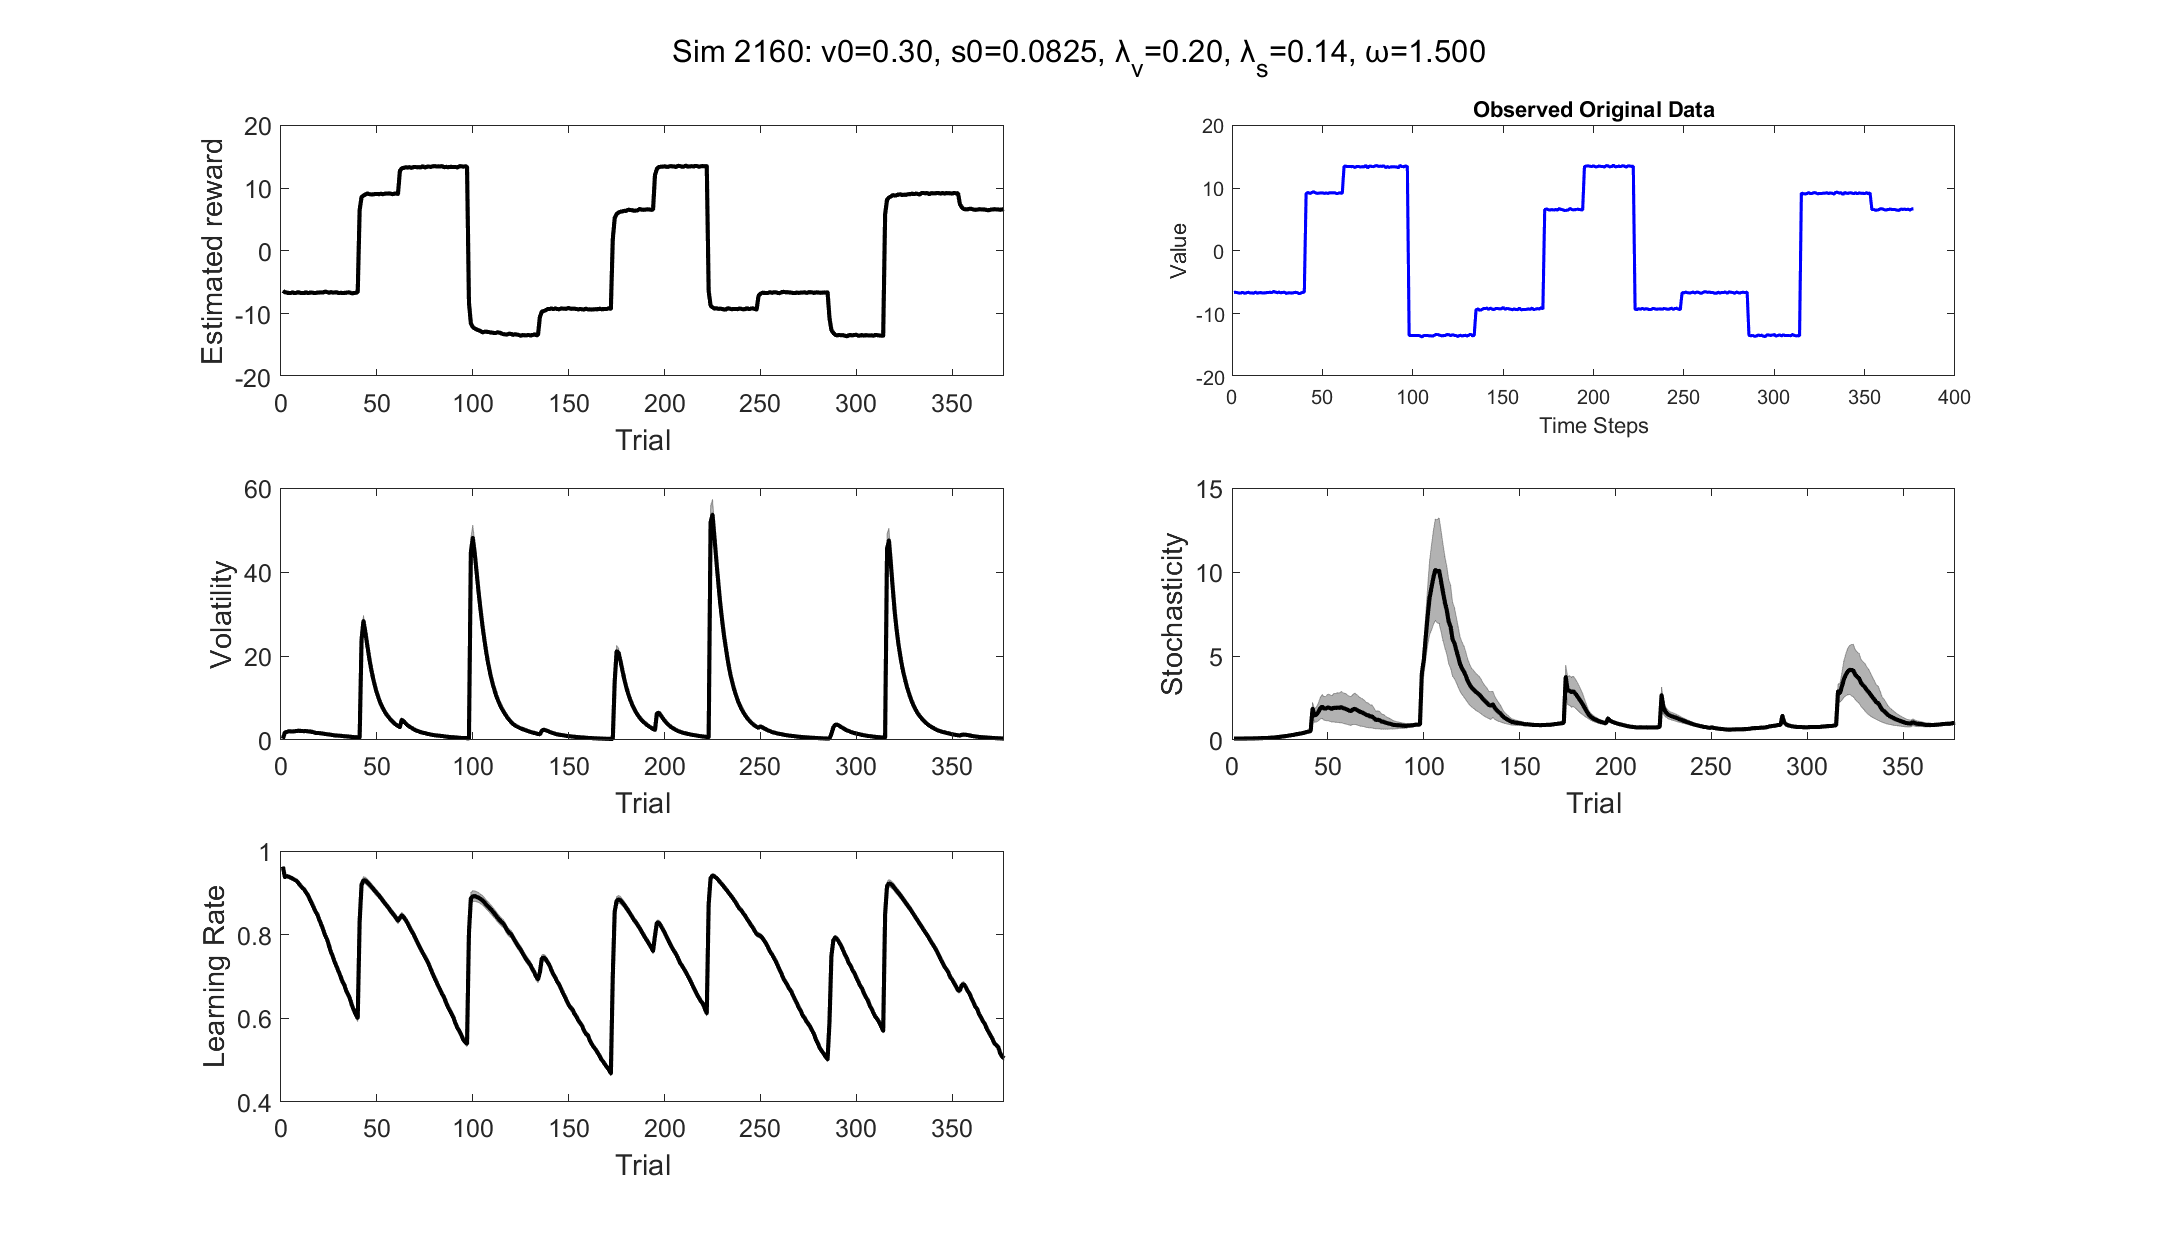 Sim 2160: v0=0.30, s0=0.0825, λv=0.20, λs=0.14, ω=1.500
Estimated reward
20
10
0
-10
-20
0 50 100 150 200 250 300 350
Trial
Observed Original Data
Value
20
10
0
-10
-20
0 50 100 150 200 250 300 350 400
Time Steps
Volatility
60
40
20
0
0 50 100 150 200 250 300 350
Trial
Stochasticity
15
10
5
0
0 50 100 150 200 250 300 350
Trial
Learning Rate
1
0.8
0.6
0.4
0 50 100 150 200 250 300 350
Trial